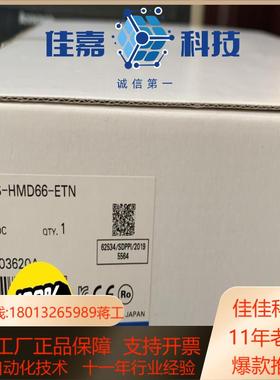 佳嘉 科技
诚信第一
S-HMD66-ETN
DC QTY. 1
62534/SDPPI/2019
5564
03620A
JAPAN
线:18013265989蒋工
工厂正品保障 支持开票
自动化技术 十一年行业经验
佳佳科
11年老
爆款推